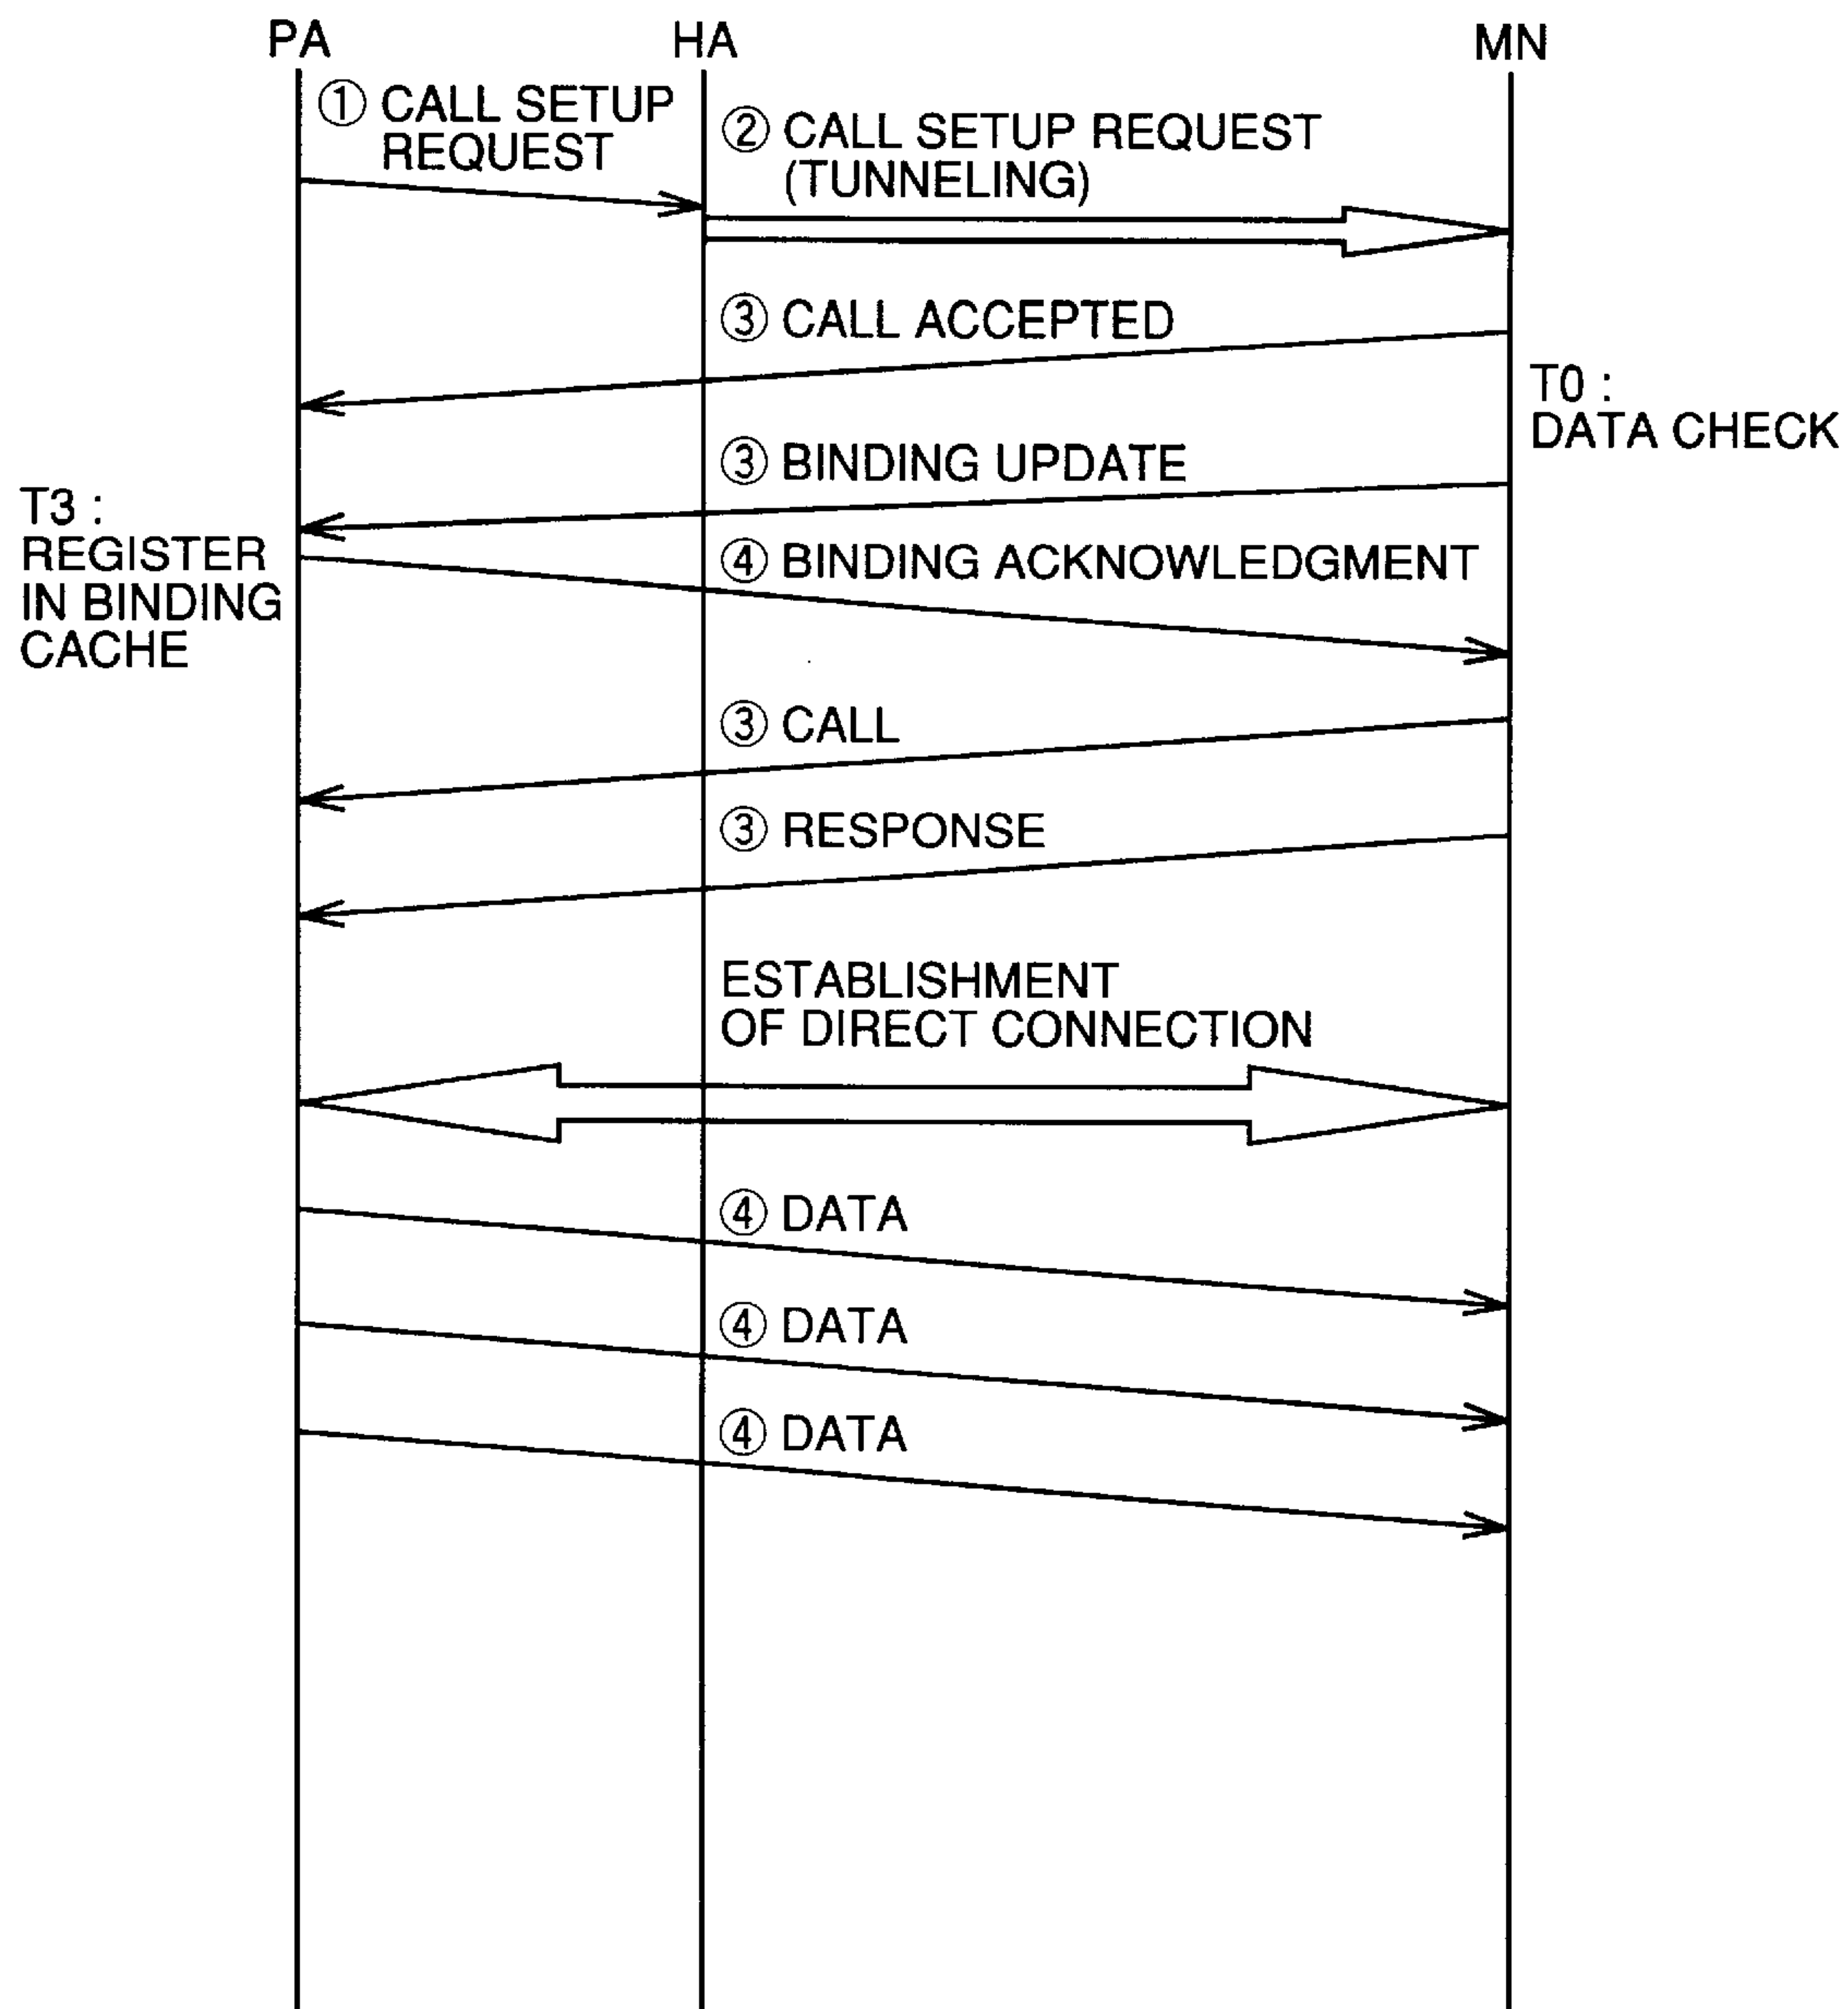 PA HA MN
① CALL SETUP
REQUEST
② CALL SETUP REQUEST
(TUNNELING)
③ CALL ACCEPTED
T0 :
DATA CHECK
③ BINDING UPDATE
T3 :
REGISTER
IN BINDING
CACHE
④ BINDING ACKNOWLEDGMENT
③ CALL
③ RESPONSE
ESTABLISHMENT
OF DIRECT CONNECTION
④ DATA
④ DATA
④ DATA